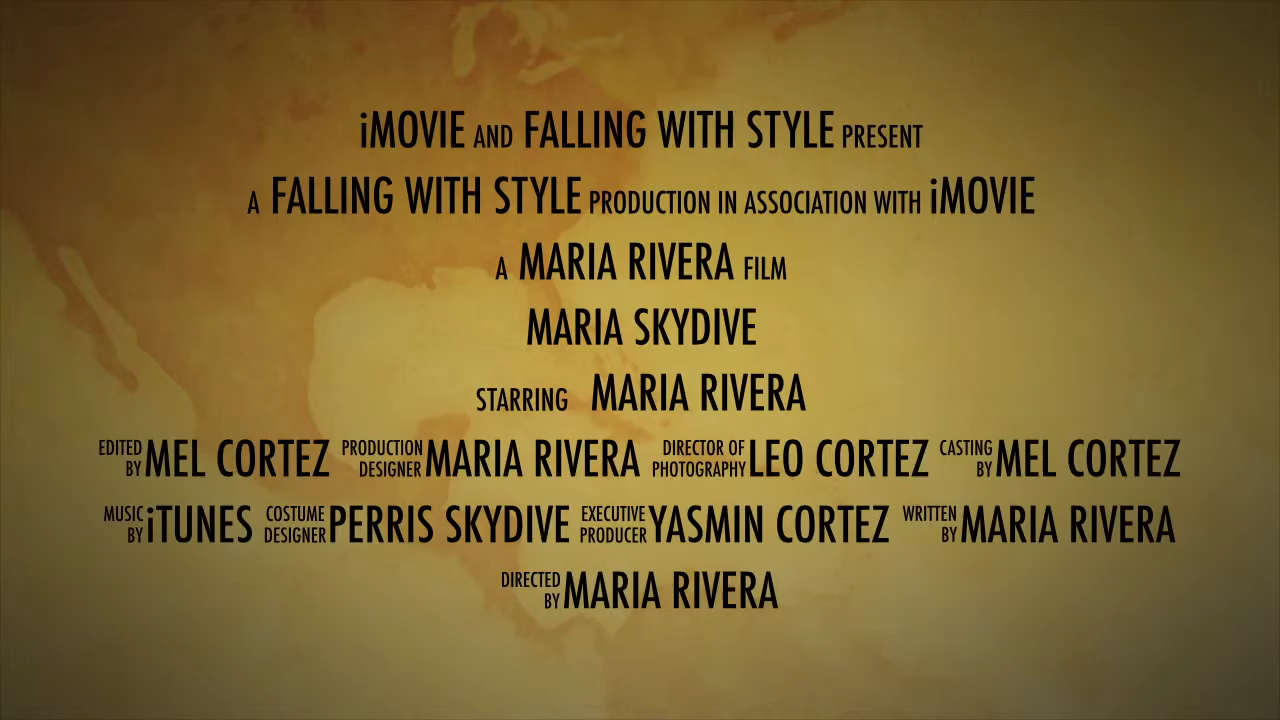 iMOVIE AND FALLING WITH STYLE PRESENT
A FALLING WITH STYLE PRODUCTION IN ASSOCIATION WITH iMOVIE
A MARIA RIVERA FILM
MARIA SKYDIVE
STARRING MARIA RIVERA
EDITED BY MEL CORTEZ PRODUCTION DESIGNER MARIA RIVERA DIRECTOR OF PHOTOGRAPHY LEO CORTEZ CASTING BY MEL CORTEZ
MUSIC BY iTUNES COSTUME DESIGNER PERRIS SKYDIVE EXECUTIVE PRODUCER YASMIN CORTEZ WRITTEN BY MARIA RIVERA
DIRECTED BY MARIA RIVERA